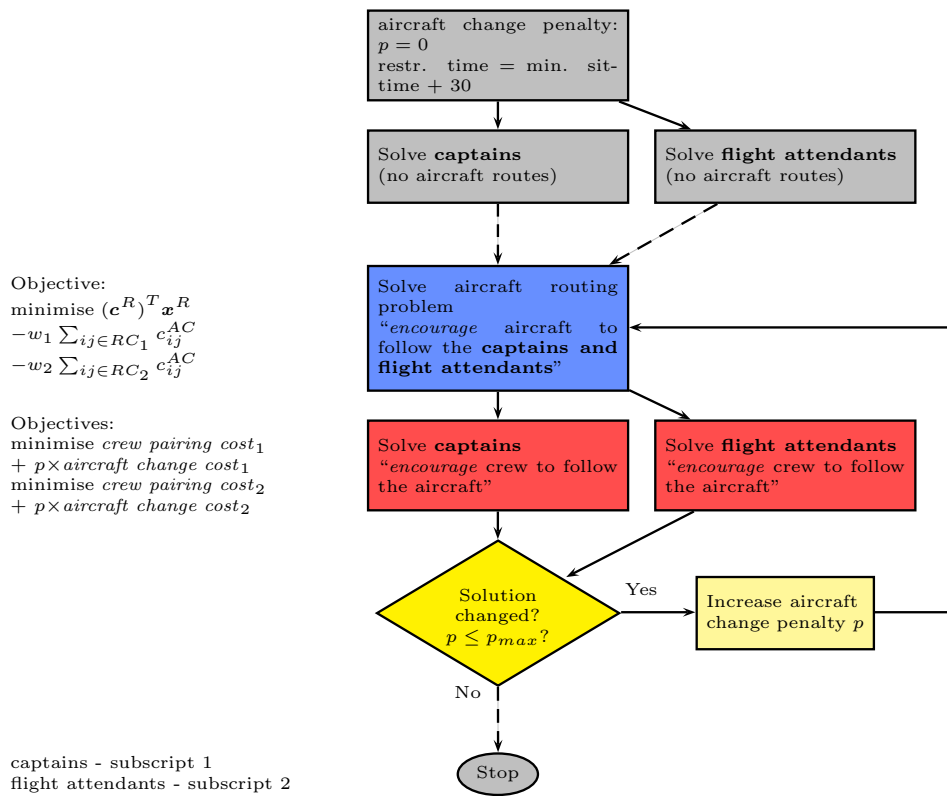 aircraft change penalty:
p = 0
restr. time = min. sit-
time + 30
Solve captains
(no aircraft routes)
Solve flight attendants
(no aircraft routes)
Objective:
minimise (c^R)^T x^R
−w_1 ∑_{ij∈RC_1} c_{ij}^{AC}
−w_2 ∑_{ij∈RC_2} c_{ij}^{AC}
Solve aircraft routing
problem
“encourage aircraft to
follow the captains and
flight attendants”
Objectives:
minimise crew pairing cost_1
+ p×aircraft change cost_1
minimise crew pairing cost_2
+ p×aircraft change cost_2
Solve captains
“encourage crew to follow
the aircraft”
Solve flight attendants
“encourage crew to follow
the aircraft”
Solution
changed?
p ≤ p_{max}?
Yes
Increase aircraft
change penalty p
No
Stop
captains - subscript 1
flight attendants - subscript 2